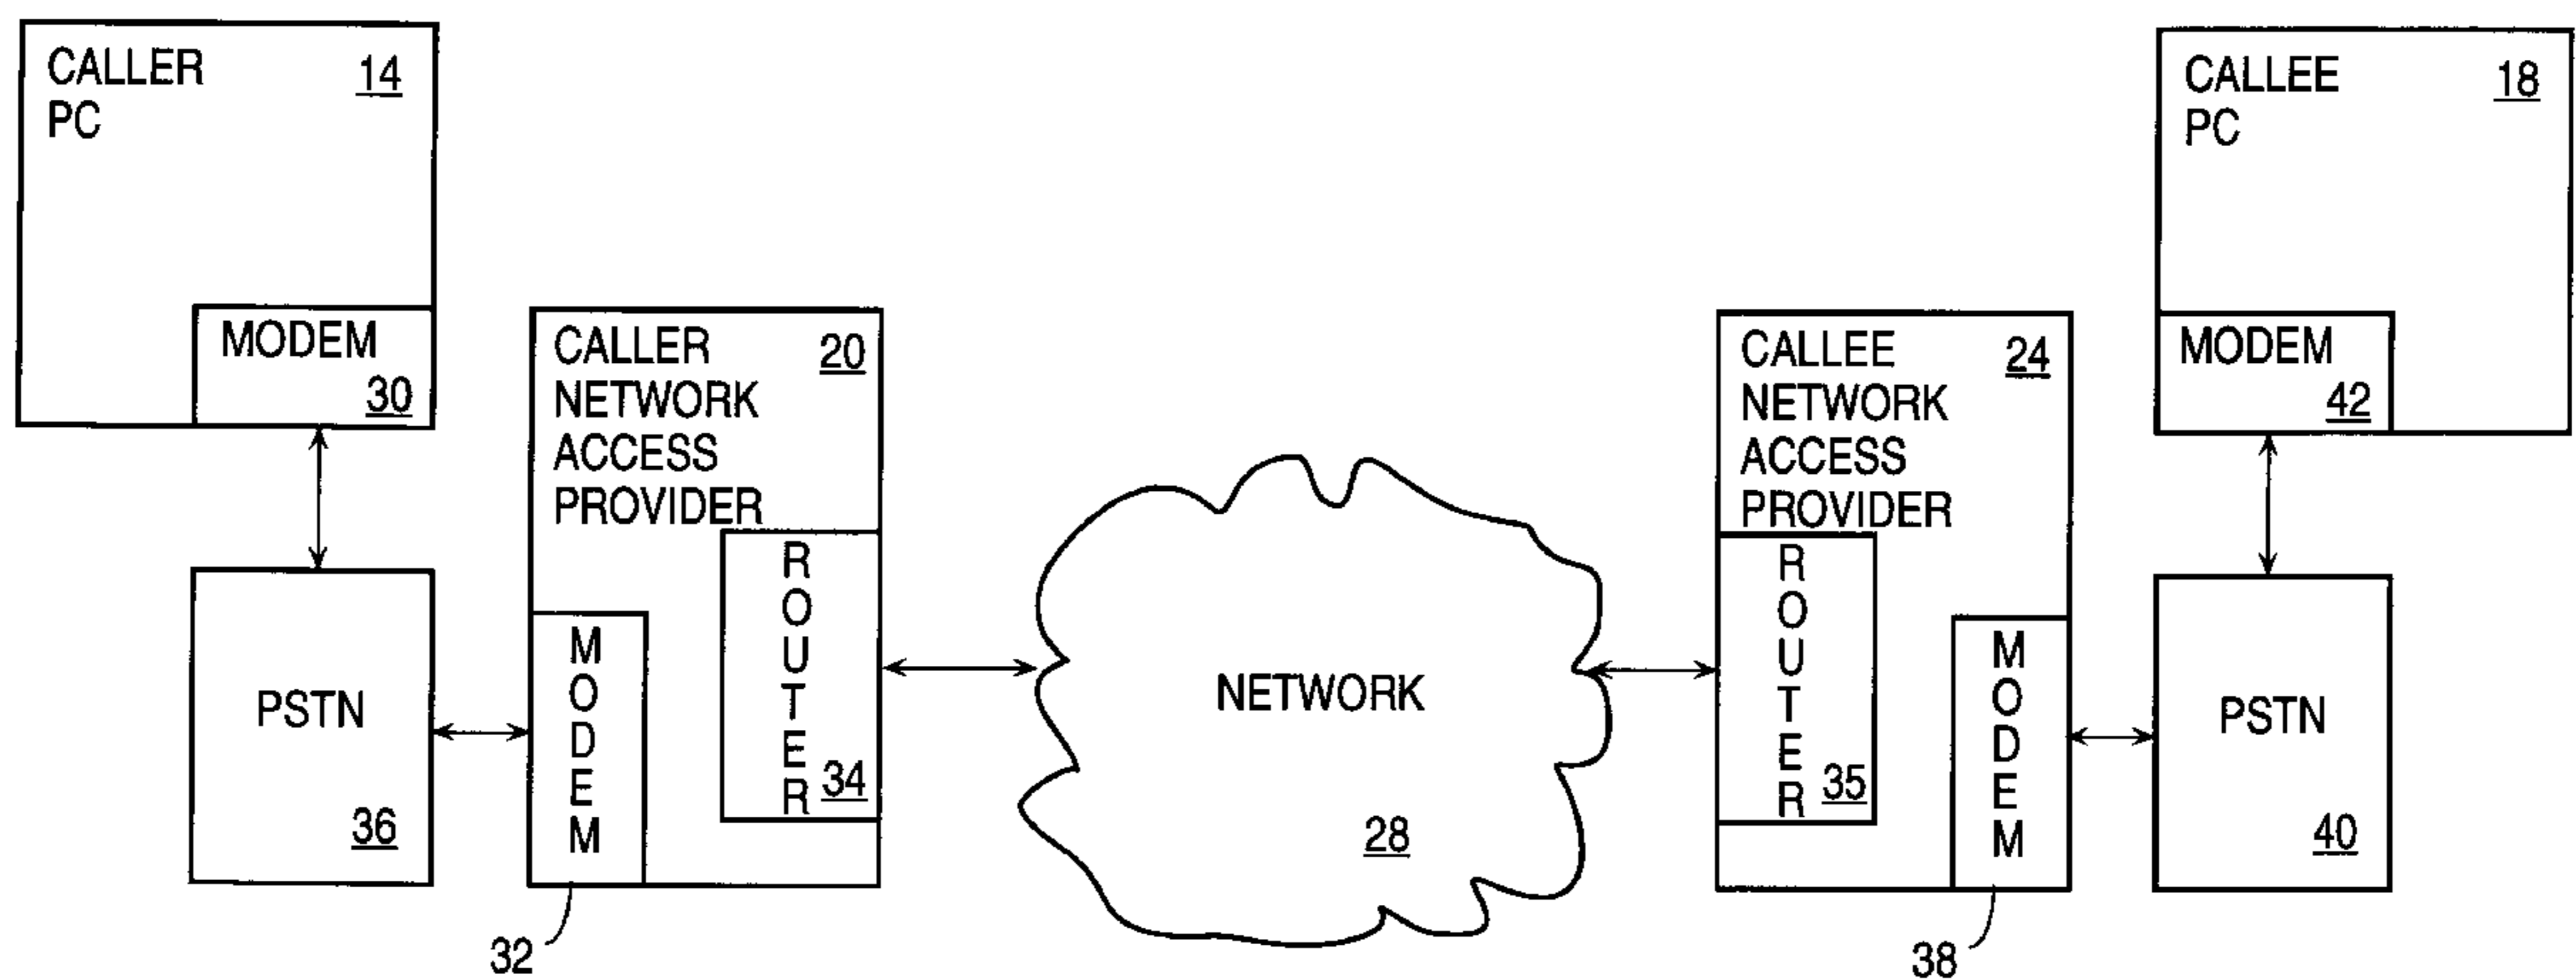 CALLER 14
PC
MODEM
30
PSTN
36
CALLER 20
NETWORK
ACCESS
PROVIDER
ROUTER
34
MODEM
32
NETWORK
28
CALLEE 24
NETWORK
ACCESS
PROVIDER
ROUTER
35
MODEM
38
CALLEE 18
PC
MODEM
42
PSTN
40